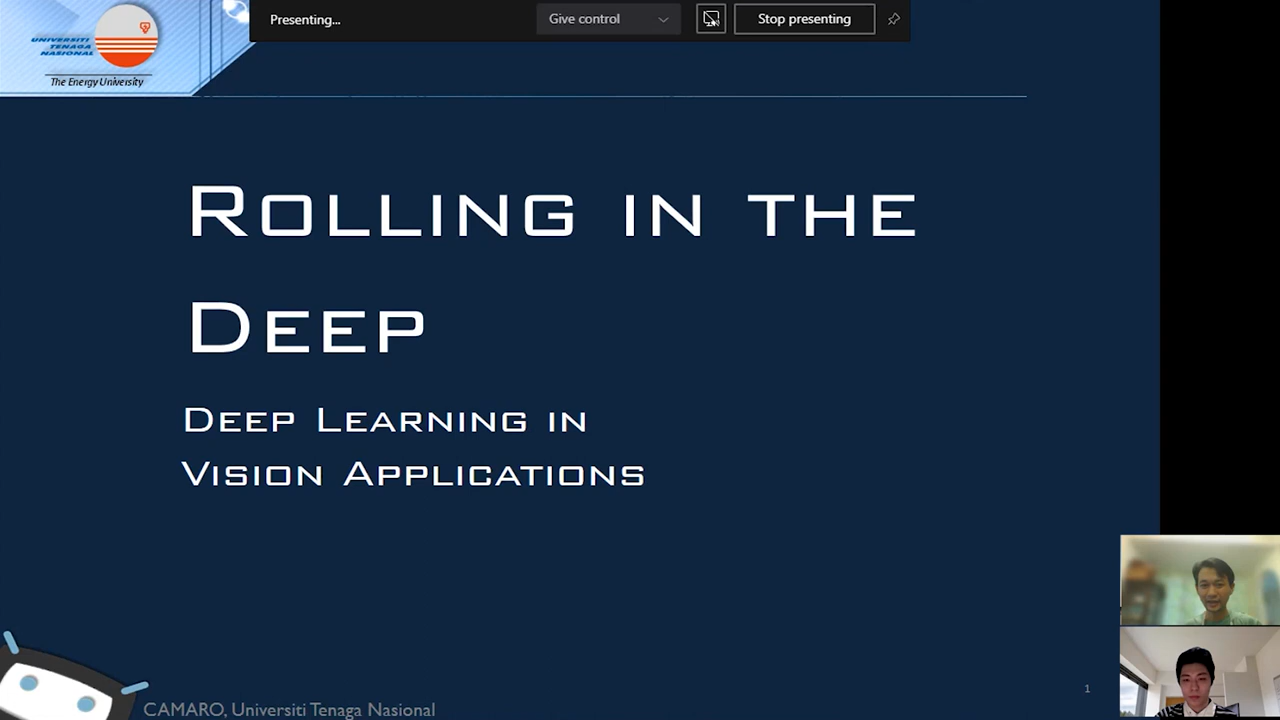 Presenting...
Give control
Stop presenting
UNIVERSITI
TENAGA
NASIONAL
The Energy University
ROLLING IN THE
DEEP
DEEP LEARNING IN
VISION APPLICATIONS
1
CAMARO, Universiti Tenaga Nasional